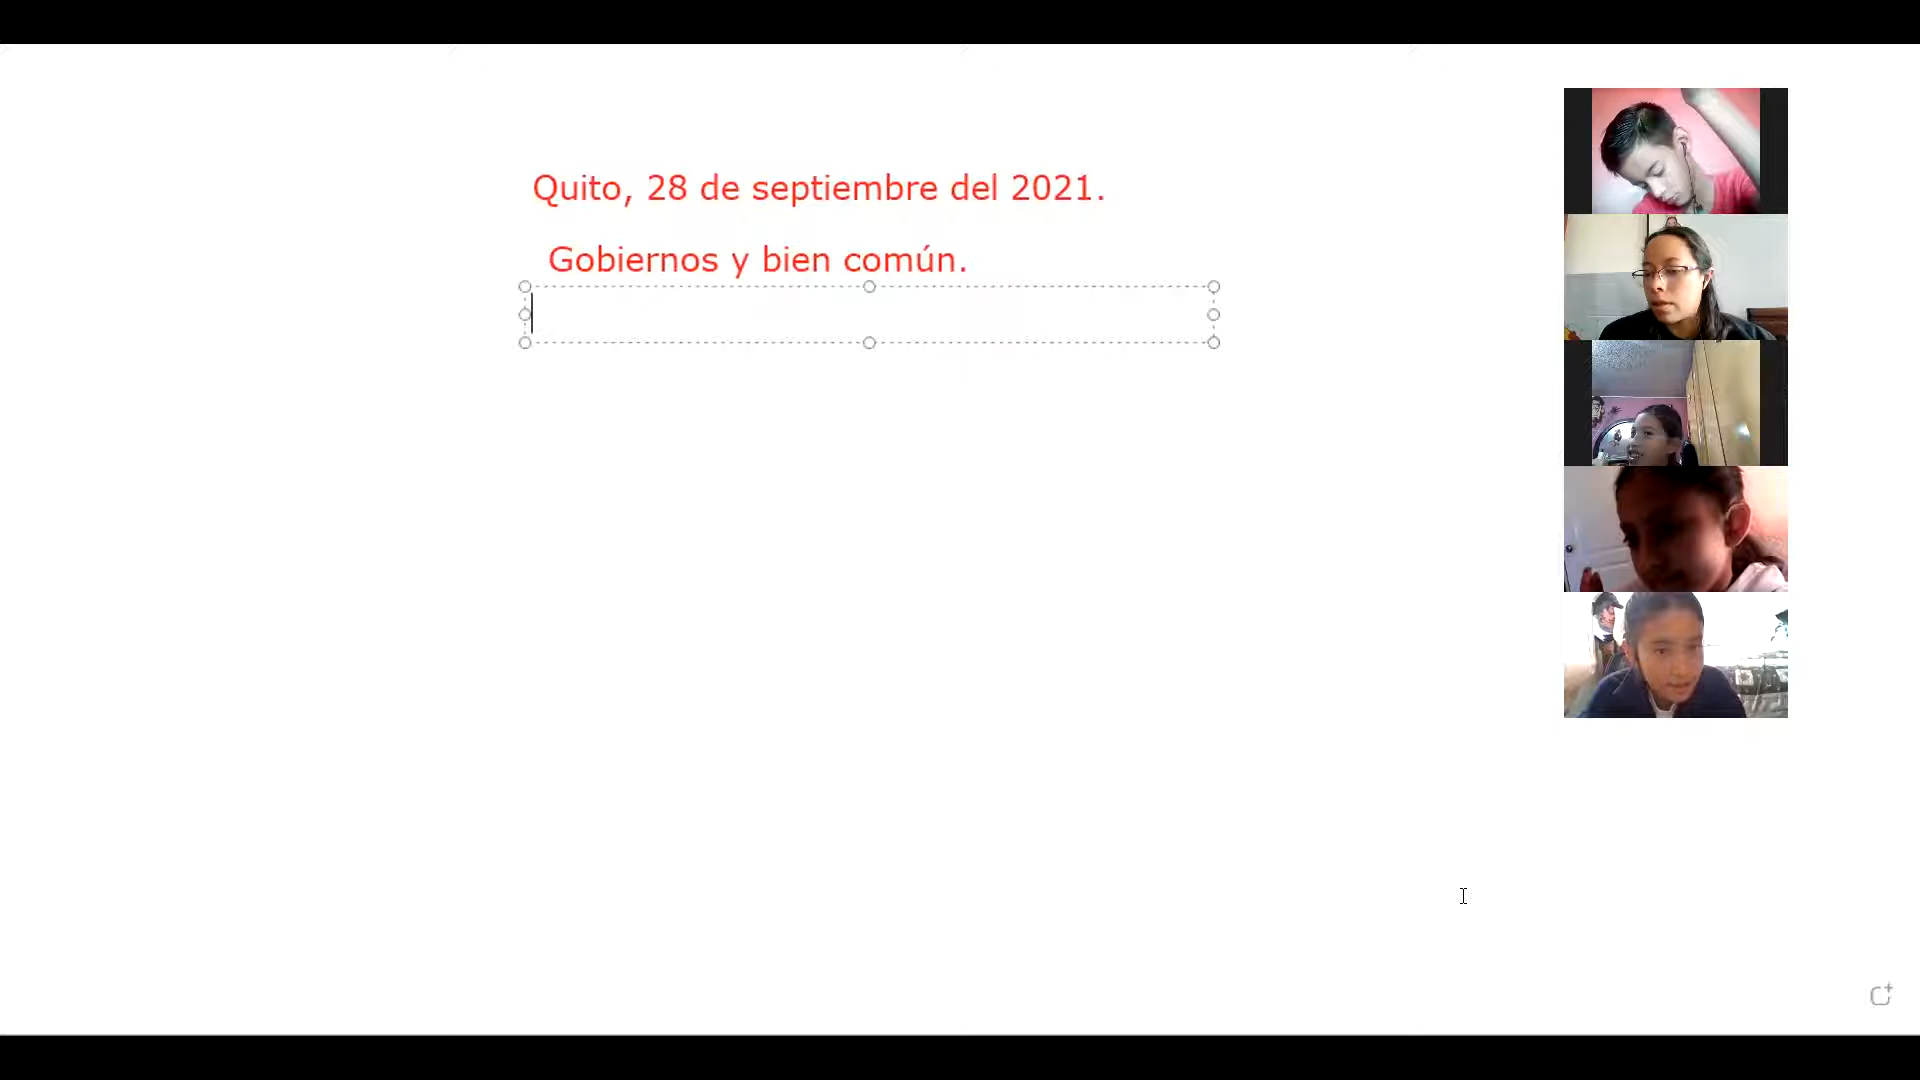 Quito, 28 de septiembre del 2021.
Gobiernos y bien común.